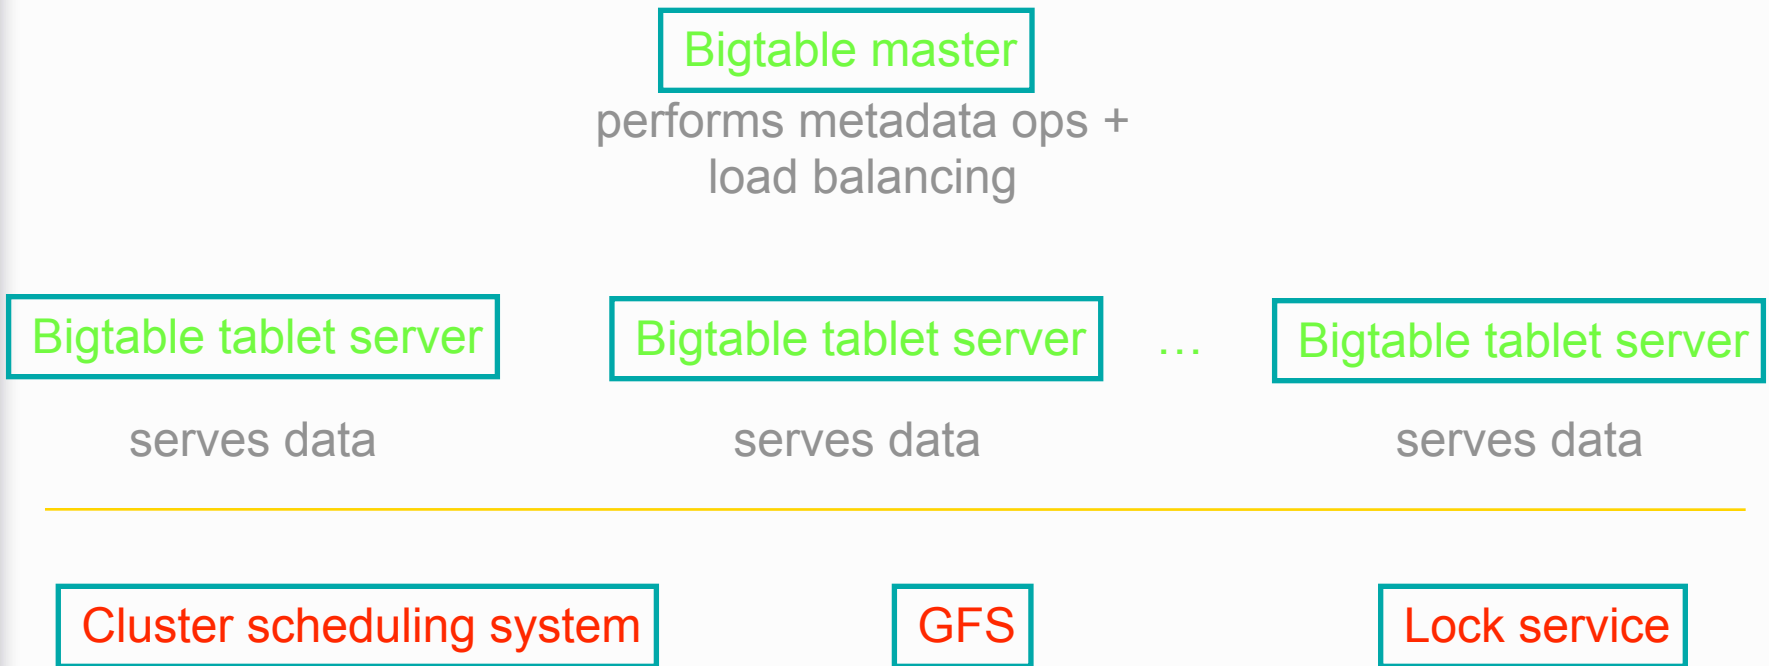 Bigtable master
performs metadata ops +
load balancing
Bigtable tablet server
Bigtable tablet server
…
Bigtable tablet server
serves data
serves data
serves data
Cluster scheduling system
GFS
Lock service